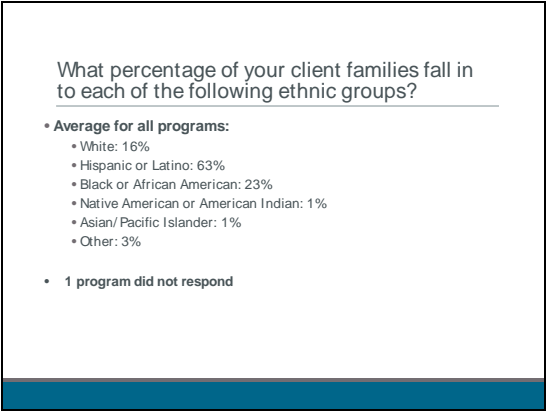 What percentage of your client families fall in
to each of the following ethnic groups?
• Average for all programs:
• White: 16%
• Hispanic or Latino: 63%
• Black or African American: 23%
• Native American or American Indian: 1%
• Asian/Pacific Islander: 1%
• Other: 3%
• 1 program did not respond